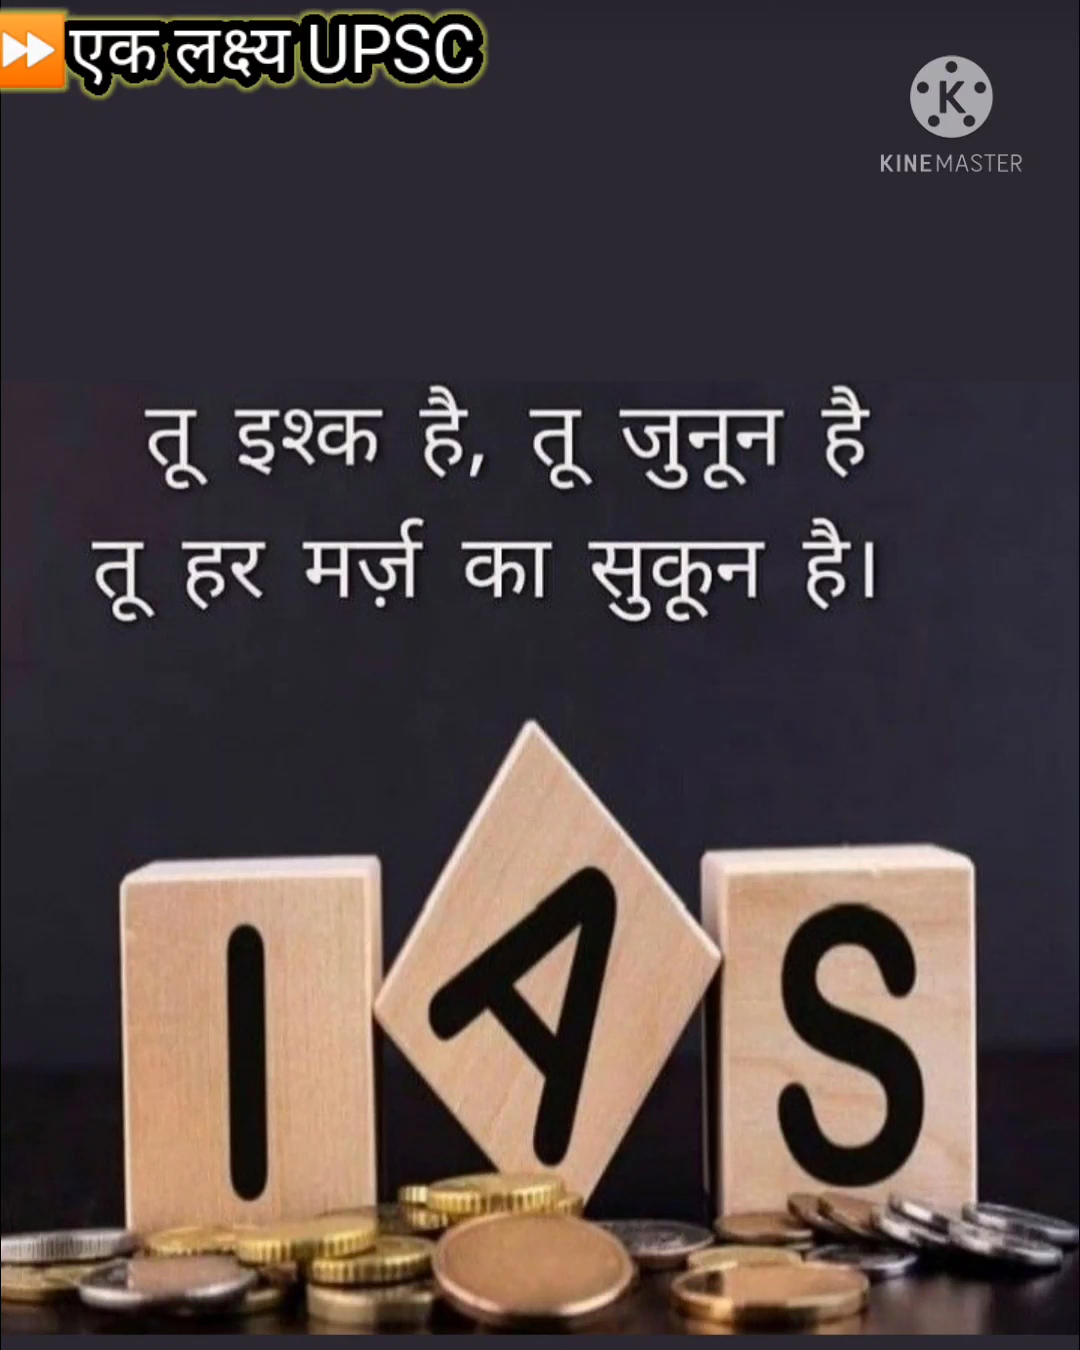 ⏩एक लक्ष्य UPSC
K
KINEMASTER
तू इश्क है, तू जुनून है
तू हर मर्ज़ का सुकून है।
IAS